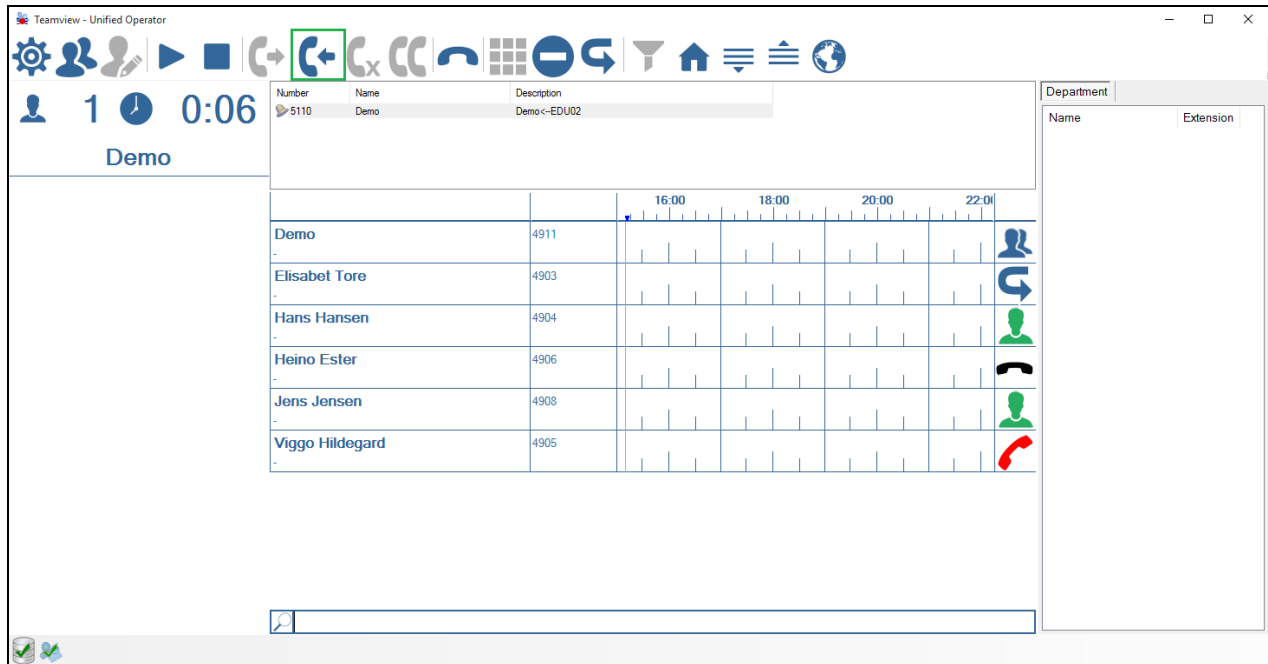 Teamview - Unified Operator
1 0:06
Demo
Number Name Description
5110 Demo Demo<--EDU02
16:00 18:00 20:00 22:0
Demo 4911
-
Elisabet Tore 4903
-
Hans Hansen 4904
-
Heino Ester 4906
-
Jens Jensen 4908
-
Viggo Hildegard 4905
-
Department
Name Extension